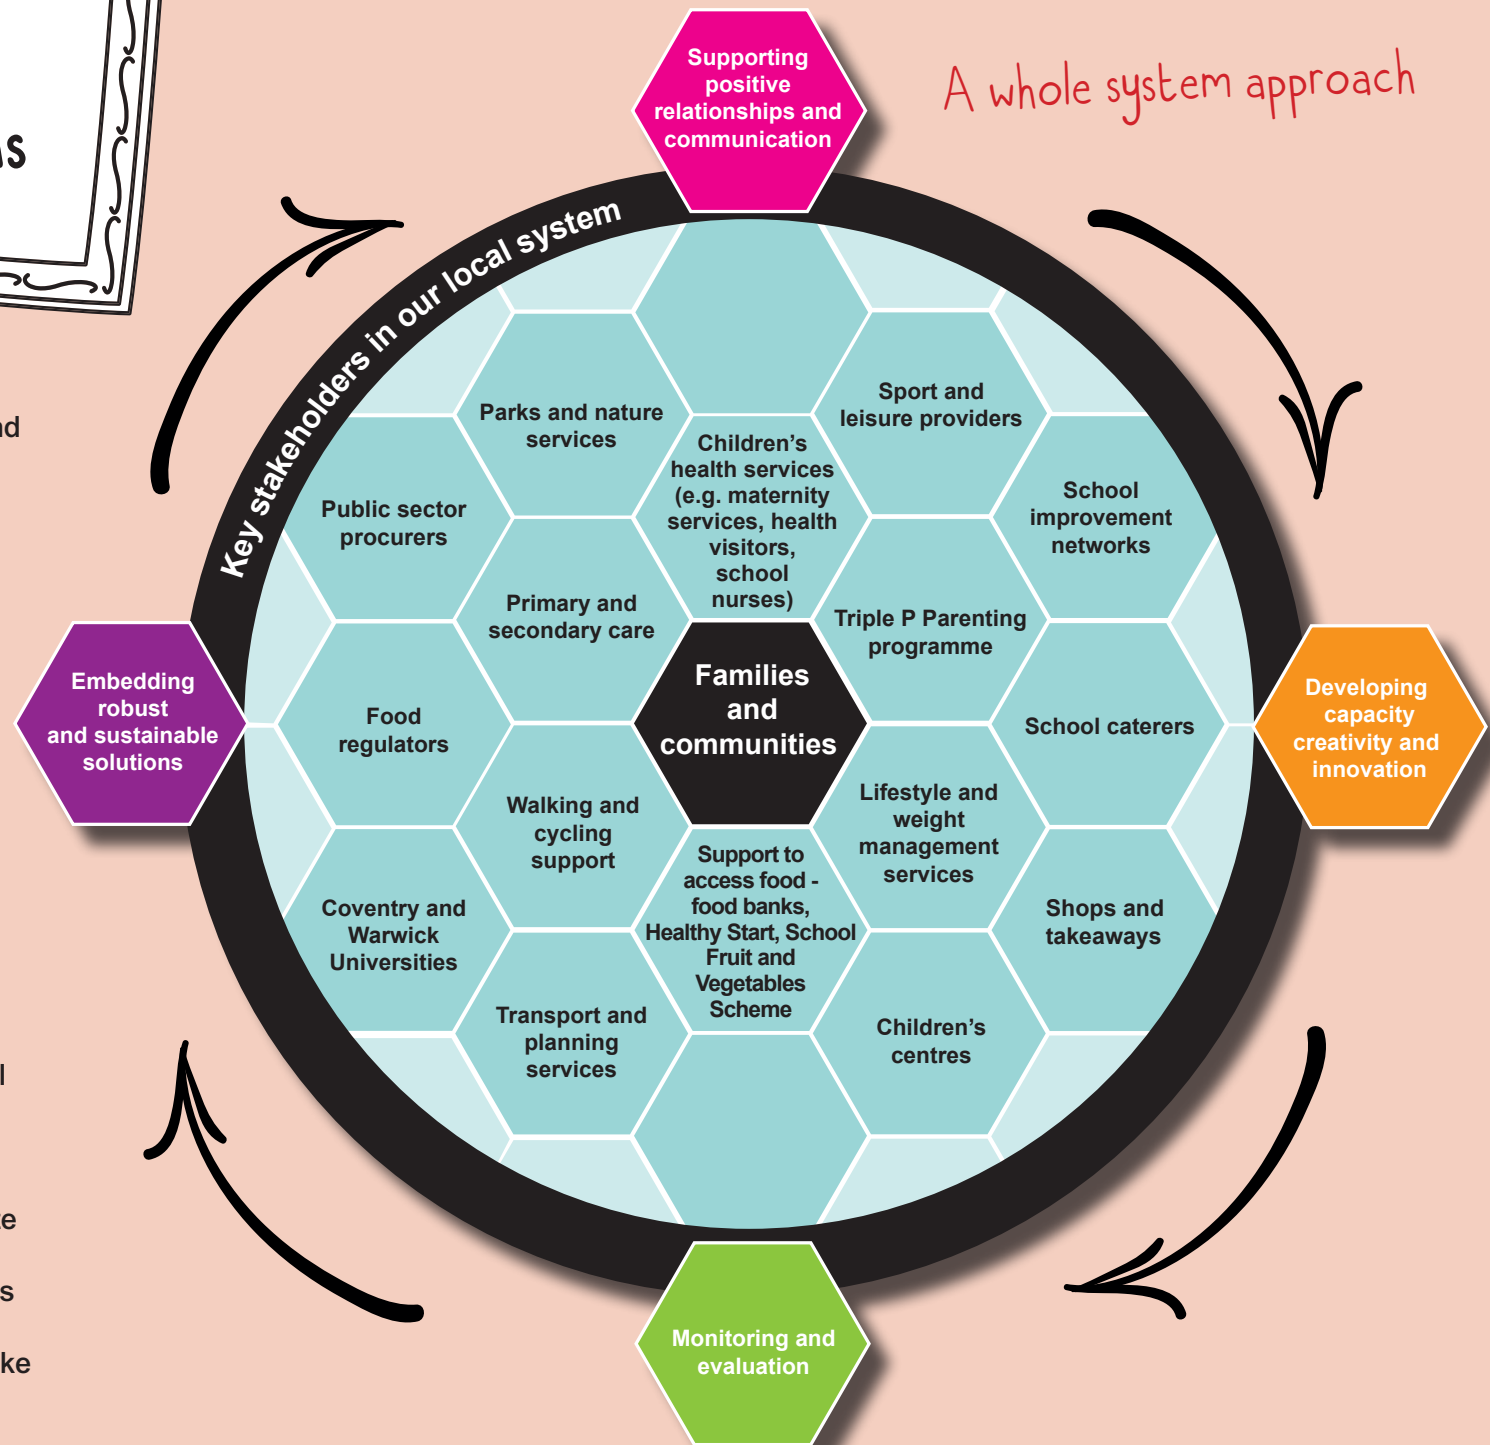 Supporting
positive
relationships and
communication
A whole system approach
Key stakeholders in our local system
Parks and nature
services
Sport and
leisure providers
Children's
health services
(e.g. maternity
services, health
visitors,
school
nurses)
Public sector
procurers
School
improvement
networks
Primary and
secondary care
Triple P Parenting
programme
Families
and
communities
Embedding
robust
and sustainable
solutions
Food
regulators
School caterers
Developing
capacity
creativity and
innovation
Walking and
cycling
support
Lifestyle and
weight
management
services
Support to
access food -
food banks,
Healthy Start, School
Fruit and
Vegetables
Scheme
Coventry and
Warwick
Universities
Shops and
takeaways
Transport and
planning
services
Children's
centres
Monitoring and
evaluation